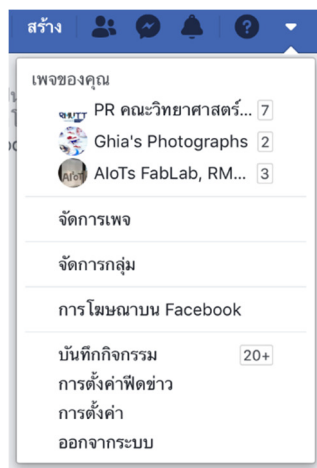 สร้าง
เพจของคุณ
PR คณะวิทยาศาสตร์... 7
Ghia's Photographs 2
AIoTs FabLab, RM... 3
จัดการเพจ
จัดการกลุ่ม
การโฆษณาบน Facebook
บันทึกกิจกรรม 20+
การตั้งค่าฟีดข่าว
การตั้งค่า
ออกจากระบบ